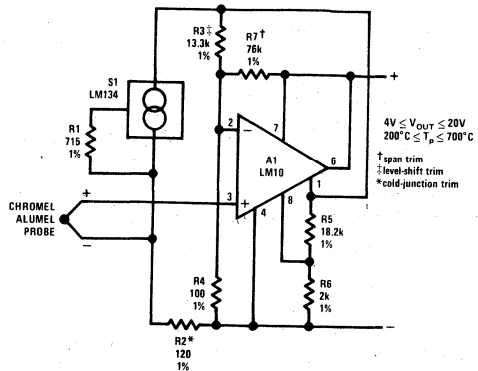 R3‡
13.3k
1%
R7†
76k
1%
S1
LM134
R1
715
1%
2
−
7
A1
LM10
6
+
4V ≤ VOUT ≤ 20V
200°C ≤ Tp ≤ 700°C
†span trim
‡level-shift trim
*cold-junction trim
CHROMEL
ALUMEL
PROBE
+
−
3
+
4
8
1
R5
18.2k
1%
R4
100
1%
R6
2k
1%
R2*
120
1%
−